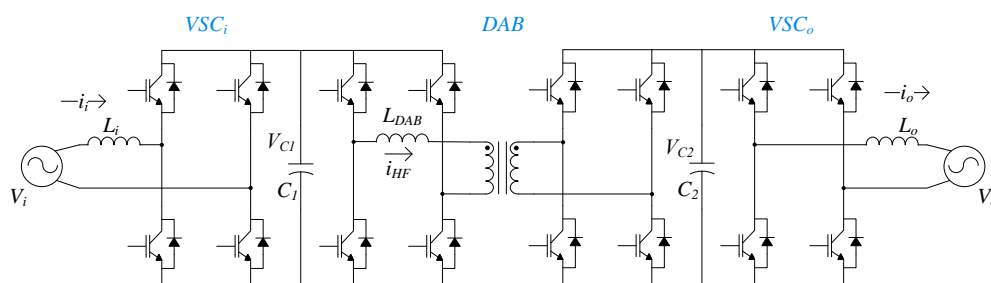 VSCi DAB VSCo
–ii→ –io→
Li LDAB Lo
VC1 VC2
iHF
C1 C2
Vi